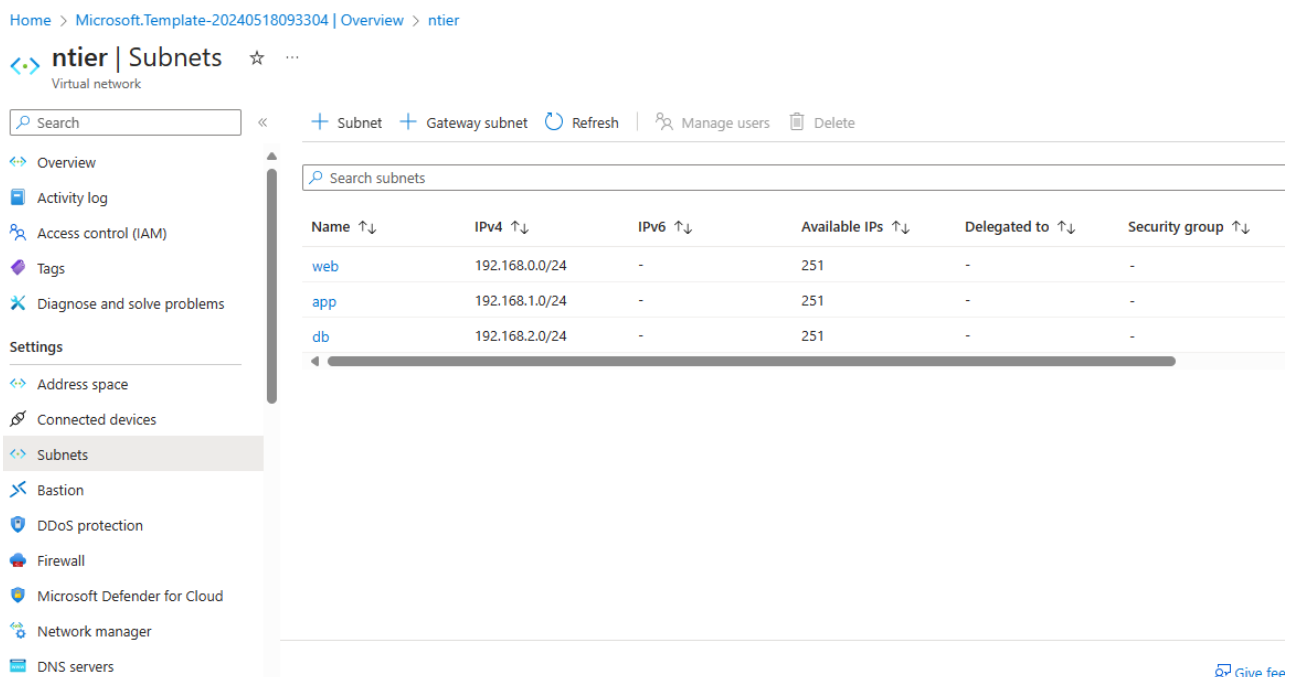 Home > Microsoft.Template-20240518093304 | Overview > ntier
ntier | Subnets ☆ ...
Virtual network
Search «
+ Subnet + Gateway subnet Refresh Manage users Delete
Overview
Activity log
Access control (IAM)
Tags
Diagnose and solve problems
Settings
Address space
Connected devices
Subnets
Bastion
DDoS protection
Firewall
Microsoft Defender for Cloud
Network manager
DNS servers
Search subnets
Name ↑↓ IPv4 ↑↓ IPv6 ↑↓ Available IPs ↑↓ Delegated to ↑↓ Security group ↑↓
web 192.168.0.0/24 - 251 - -
app 192.168.1.0/24 - 251 - -
db 192.168.2.0/24 - 251 - -
Give fee